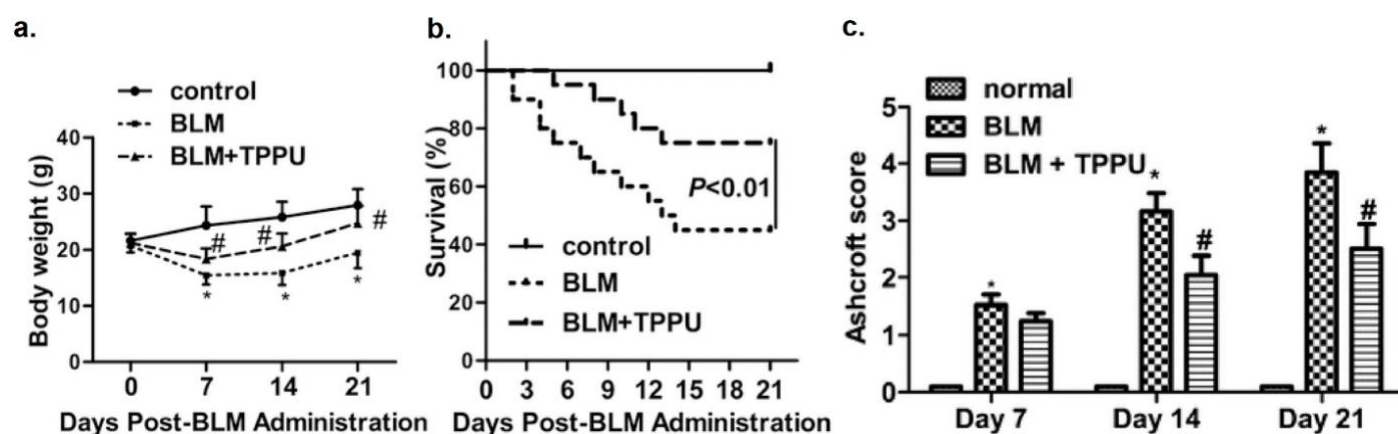 a.
control
BLM
BLM+TPPU
Body weight (g)
40
30
20
10
0
#
#
#
*
*
*
0 7 14 21
Days Post-BLM Administration
b.
Survival (%)
100
80
60
40
20
0
P<0.01
control
BLM
BLM+TPPU
0 3 6 9 12 15 18 21
Days Post-BLM Administration
c.
normal
BLM
BLM + TPPU
Ashcroft score
5
4
3
2
1
0
*
*
#
*
#
Day 7 Day 14 Day 21